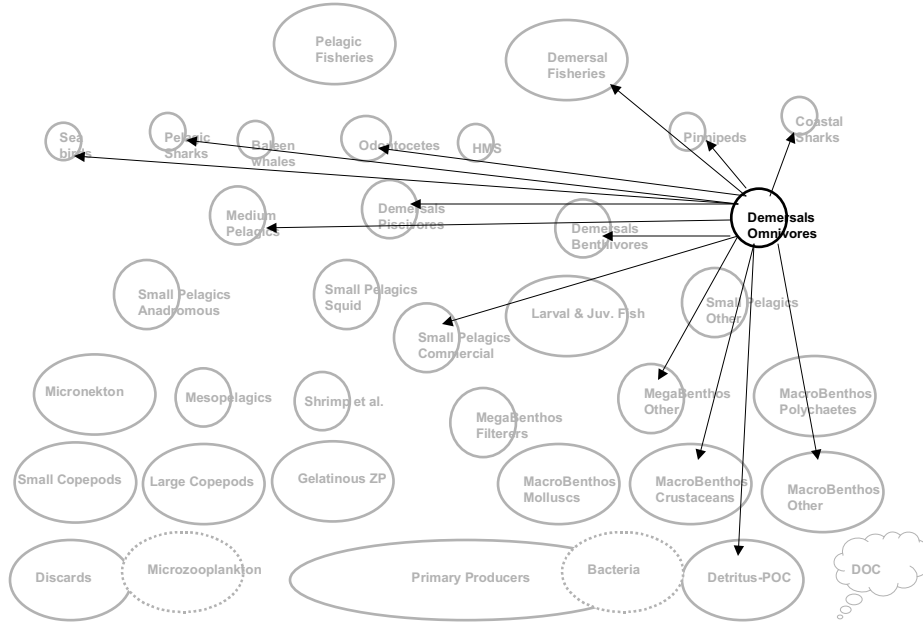 Pelagic
Fisheries
Demersal
Fisheries
Sea
birds
Pelagic
Sharks
Baleen
whales
Odontocetes
HMS
Pinnipeds
Coastal
Sharks
Medium
Pelagics
Demersals
Piscivores
Demersals
Benthivores
Demersals
Omnivores
Small Pelagics
Anadromous
Small Pelagics
Squid
Small Pelagics
Commercial
Larval & Juv. Fish
Small Pelagics
Other
Micronekton
Mesopelagics
Shrimp et al.
MegaBenthos
Filterers
MegaBenthos
Other
MacroBenthos
Polychaetes
Small Copepods
Large Copepods
Gelatinous ZP
MacroBenthos
Molluscs
MacroBenthos
Crustaceans
MacroBenthos
Other
Discards
Microzooplankton
Primary Producers
Bacteria
Detritus-POC
DOC